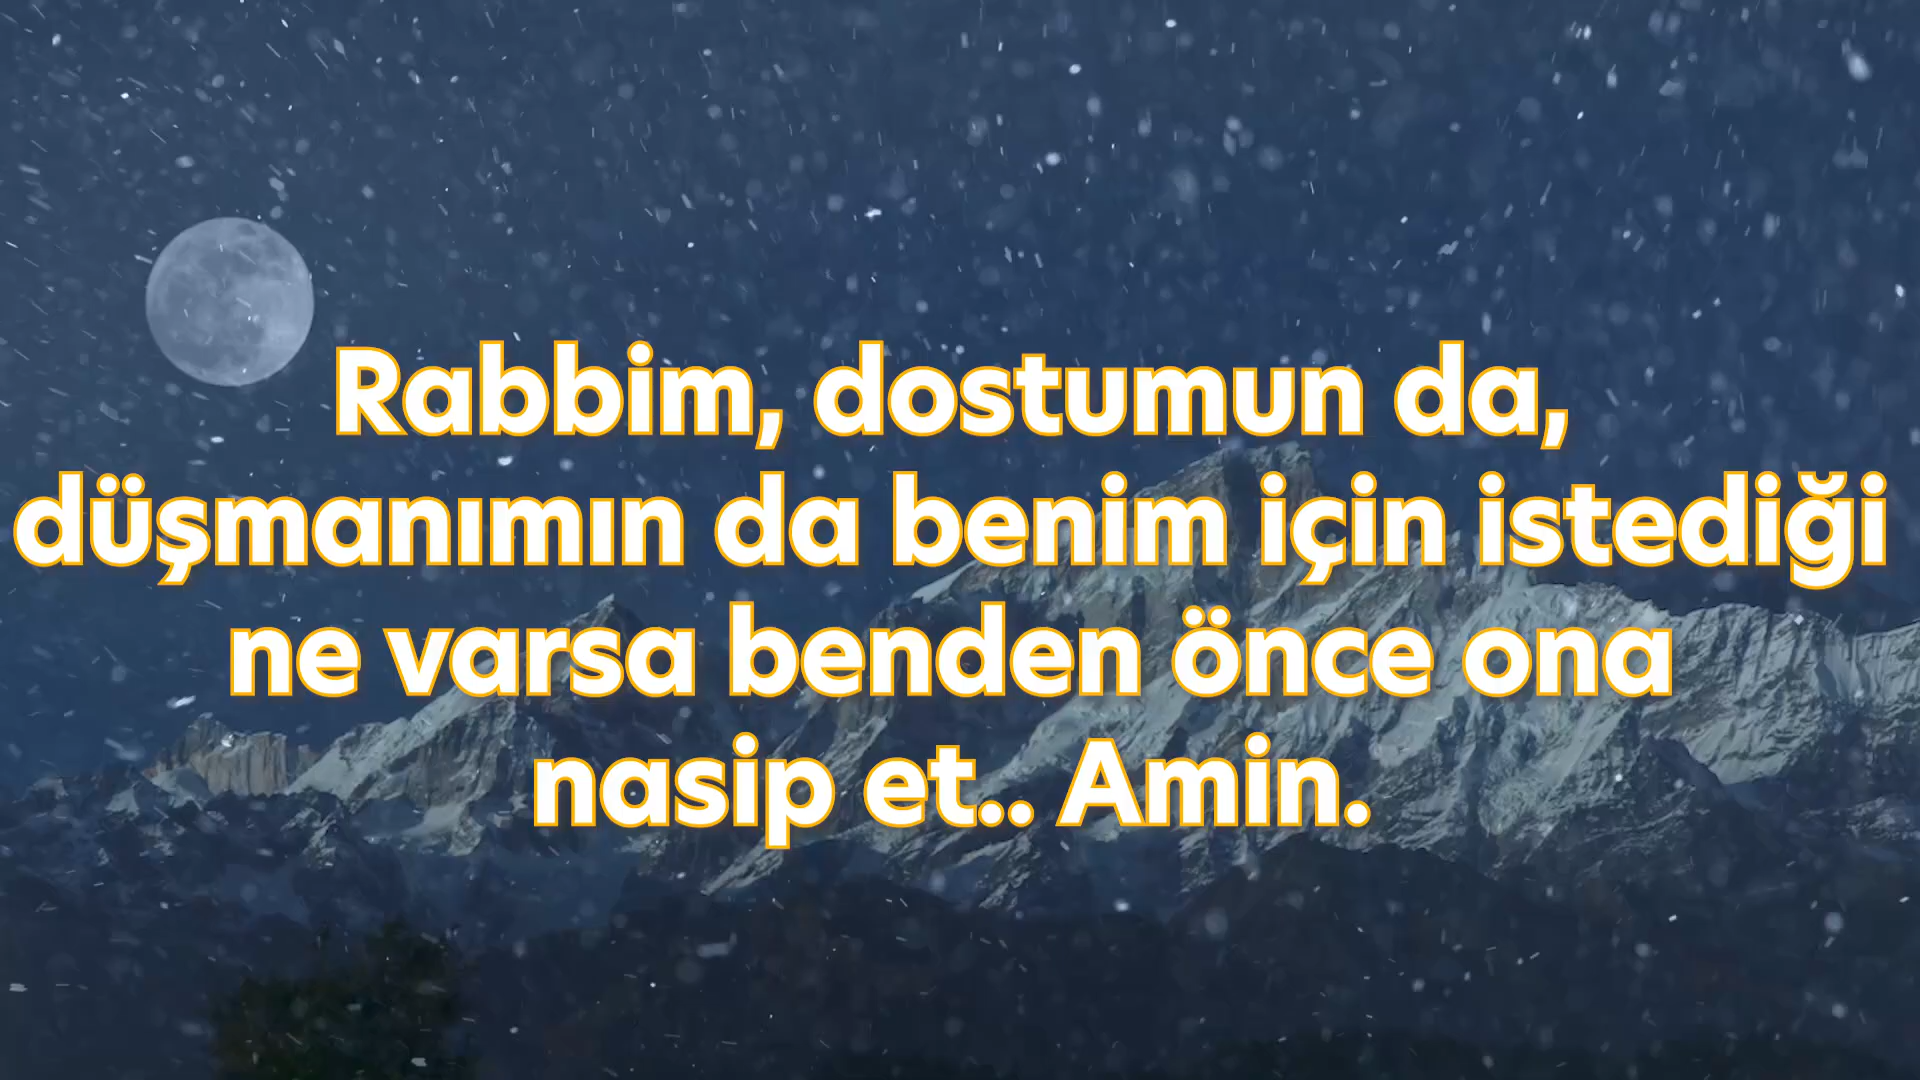 Rabbim, dostumun da,
düşmanımın da benim için istediği
ne varsa benden önce ona
nasip et.. Amin.